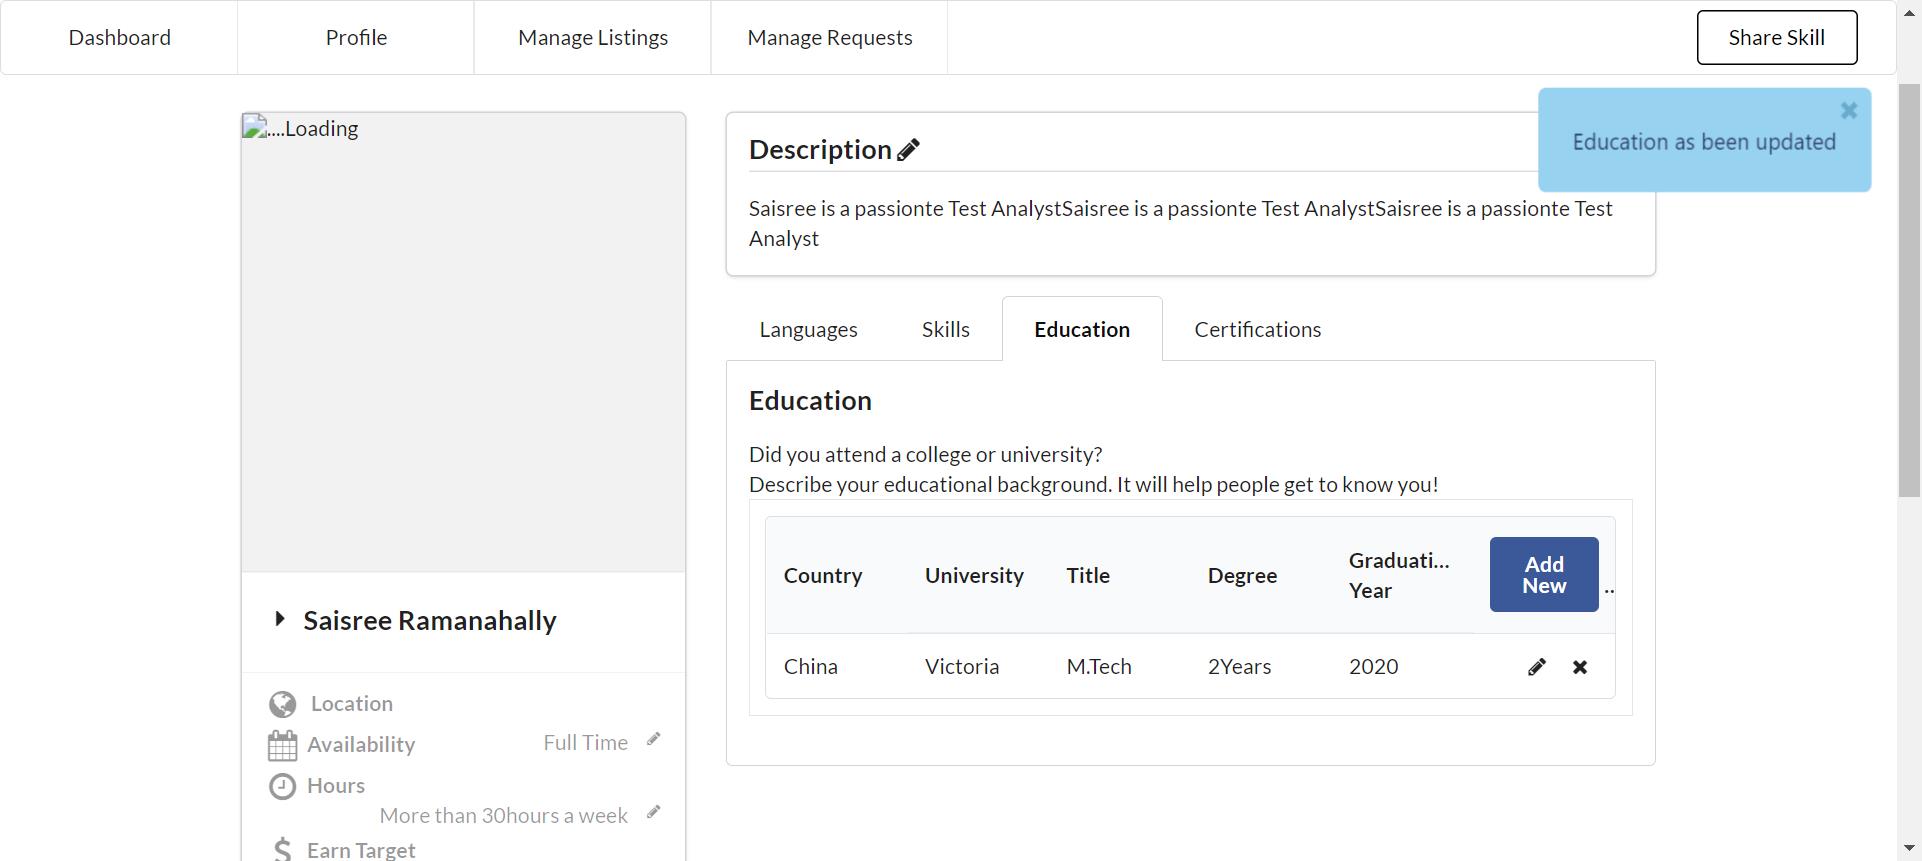 Dashboard
Profile
Manage Listings
Manage Requests
Share Skill
Education as been updated
....Loading
Description
Saisree is a passionte Test AnalystSaisree is a passionte Test AnalystSaisree is a passionte Test
Analyst
Languages
Skills
Education
Certifications
Education
Did you attend a college or university?
Describe your educational background. It will help people get to know you!
Country
University
Title
Degree
Graduati...
Year
Add
New
..
China
Victoria
M.Tech
2Years
2020
Saisree Ramanahally
Location
Availability
Full Time
Hours
More than 30hours a week
Earn Target